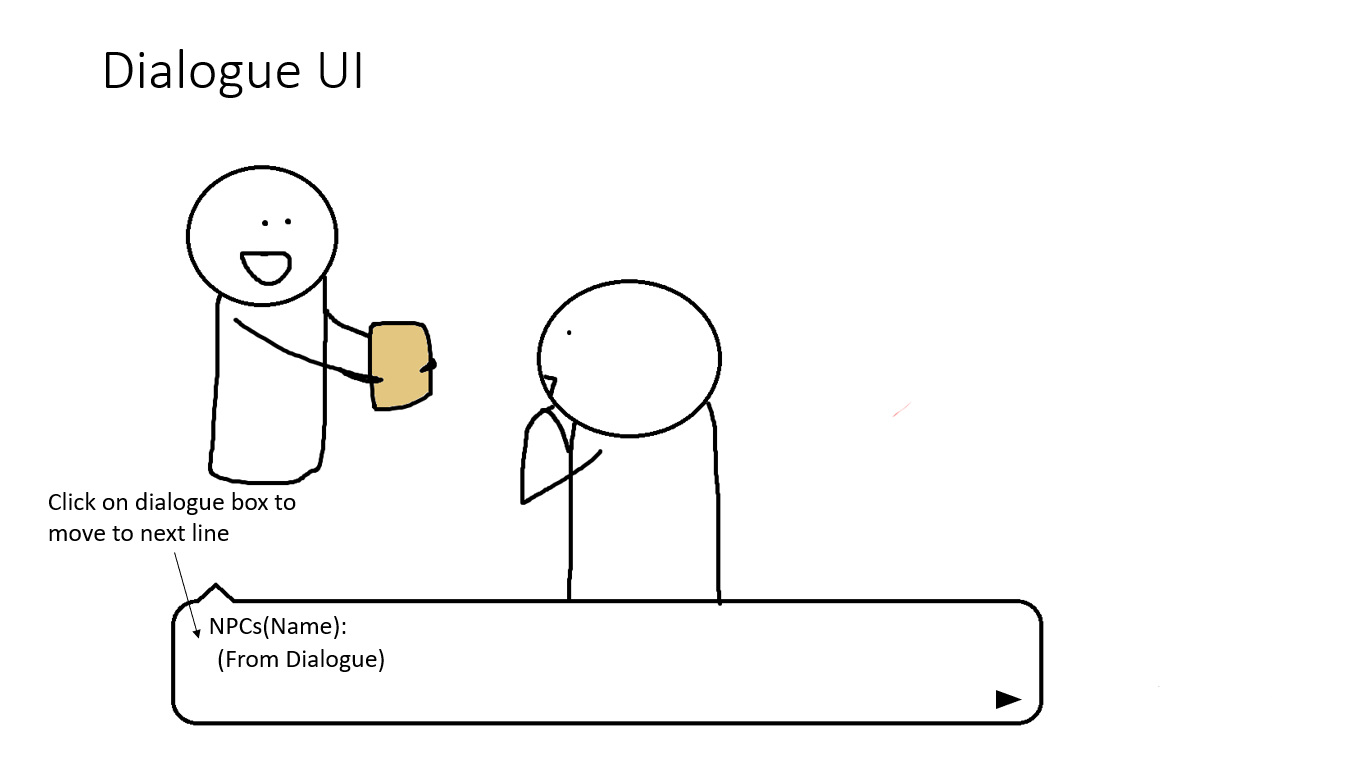 Dialogue UI
Click on dialogue box to
move to next line
NPCs(Name):
(From Dialogue)